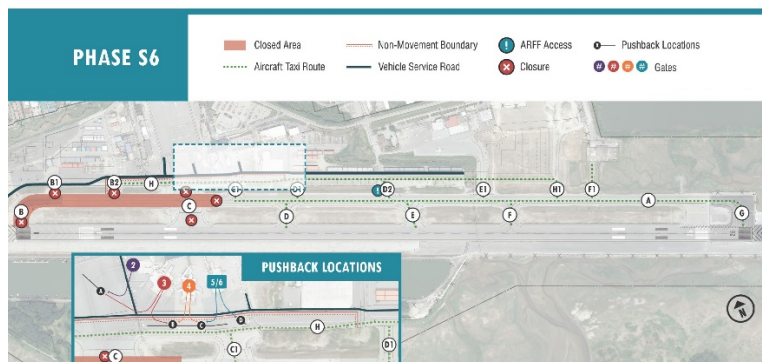 PHASE S6
Closed Area
Non-Movement Boundary
ARFF Access
Pushback Locations
Aircraft Taxi Route
Vehicle Service Road
Closure
# # # # Gates
B1 B2 H C1 D1 D2 E1 H1 F1
B C D E F A G
PUSHBACK LOCATIONS
2 3 4 5/6
A B C D H
C C1 D1
N